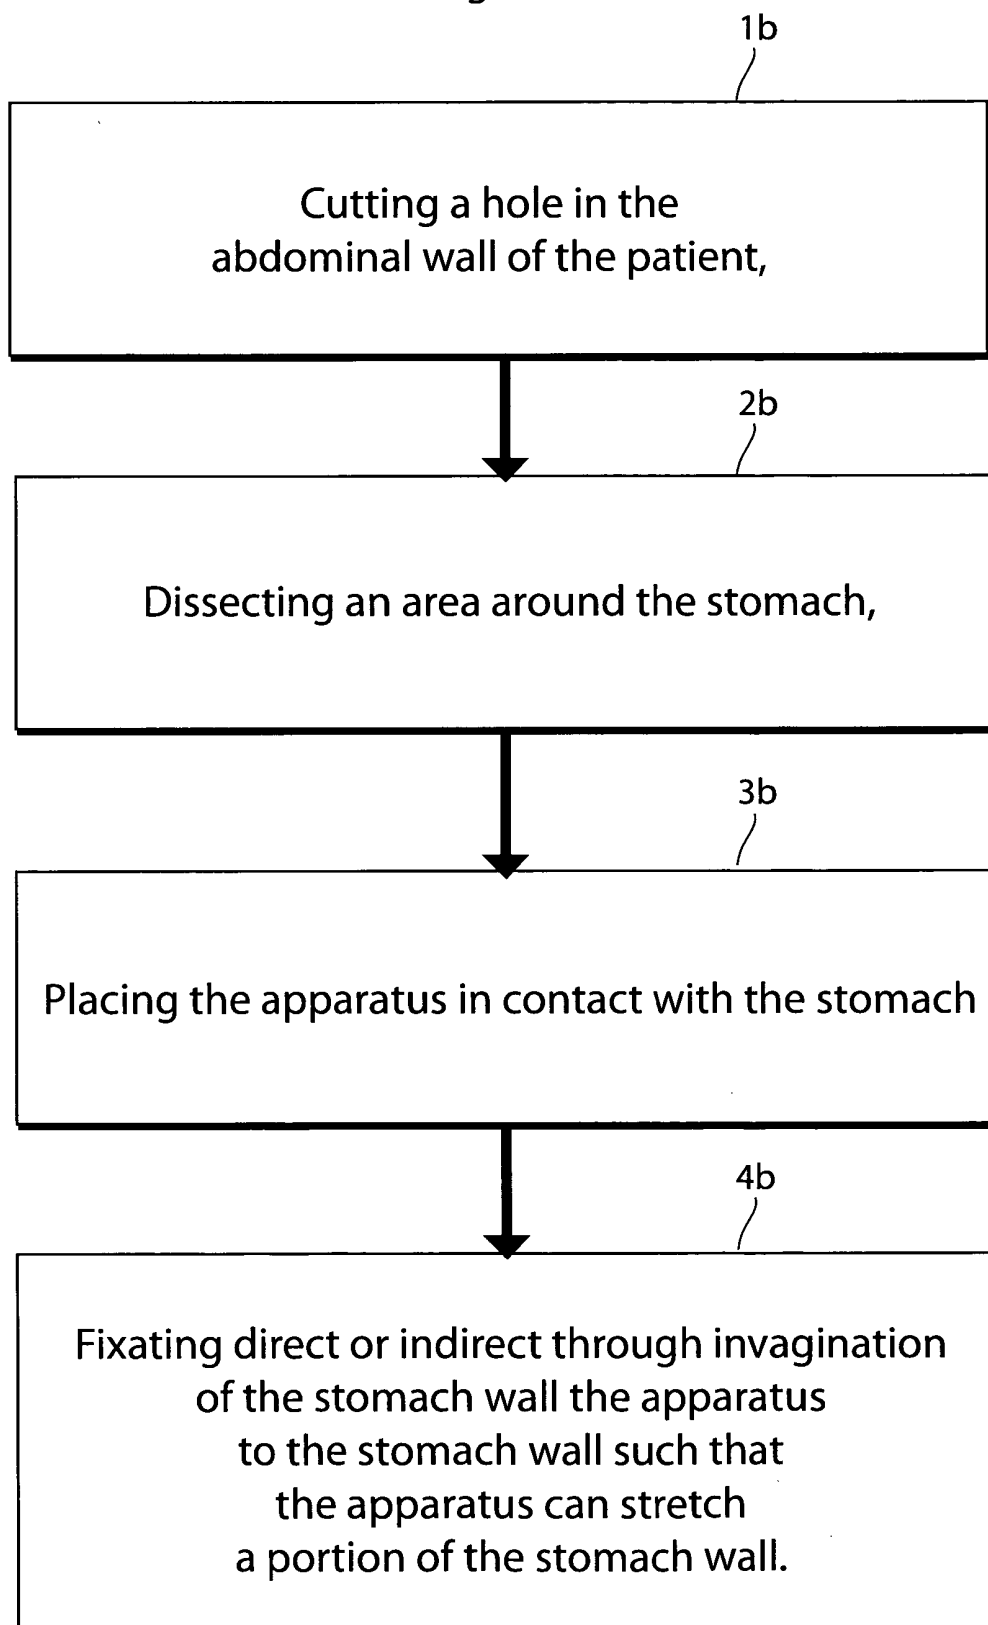 1b
Cutting a hole in the
abdominal wall of the patient,
2b
Dissecting an area around the stomach,
3b
Placing the apparatus in contact with the stomach
4b
Fixating direct or indirect through invagination
of the stomach wall the apparatus
to the stomach wall such that
the apparatus can stretch
a portion of the stomach wall.